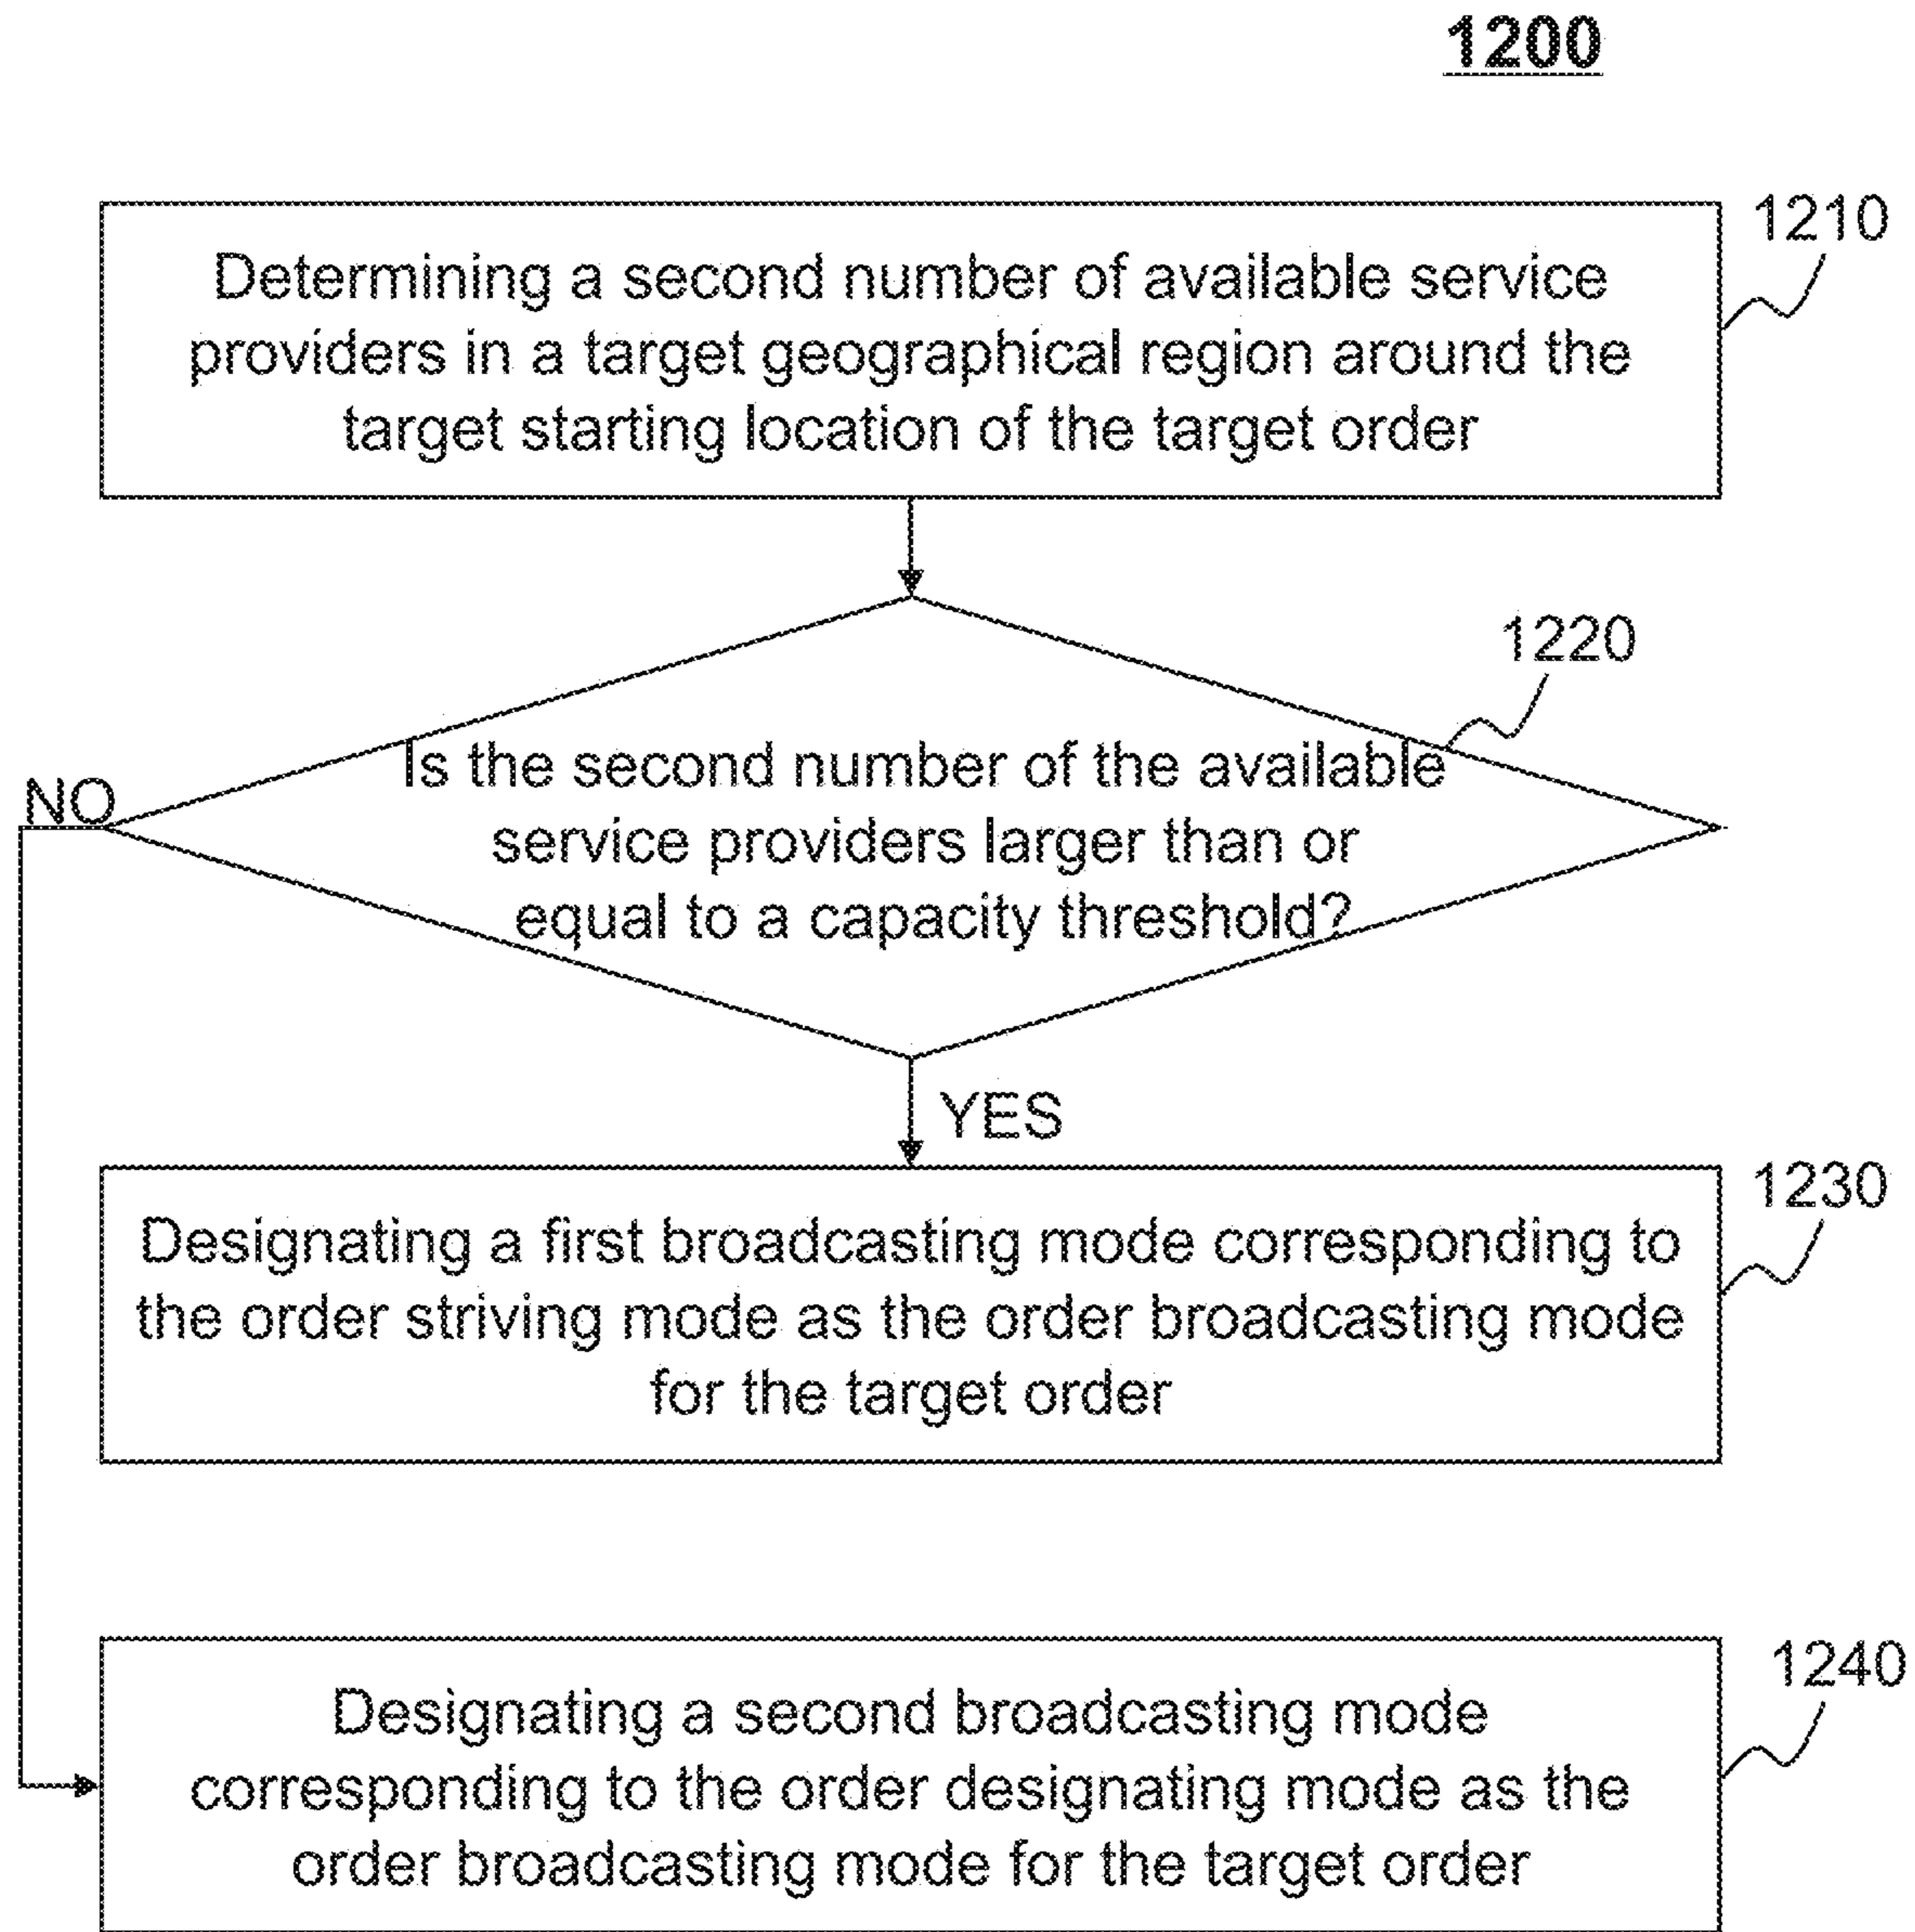 1200
1210
Determining a second number of available service
providers in a target geographical region around the
target starting location of the target order
1220
Is the second number of the available
service providers larger than or
equal to a capacity threshold?
NO
YES
1230
Designating a first broadcasting mode corresponding to
the order striving mode as the order broadcasting mode
for the target order
1240
Designating a second broadcasting mode
corresponding to the order designating mode as the
order broadcasting mode for the target order